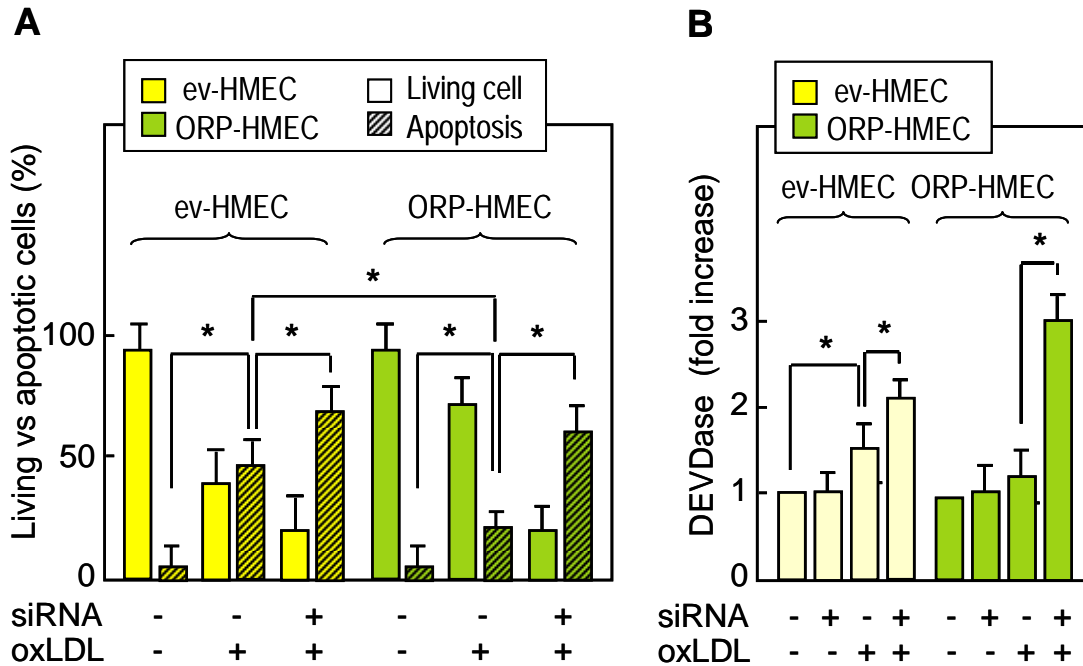 A
ev-HMEC
Living cell
ORP-HMEC
Apoptosis
Living vs apoptotic cells (%)
ev-HMEC
ORP-HMEC
*
* * * *
100
50
0
siRNA - - + - - +
oxLDL - + + - + +
B
ev-HMEC
ORP-HMEC
DEVDase (fold increase)
ev-HMEC ORP-HMEC
*
* *
3
2
1
0
siRNA - + - + - + - +
oxLDL - - + + - - + +